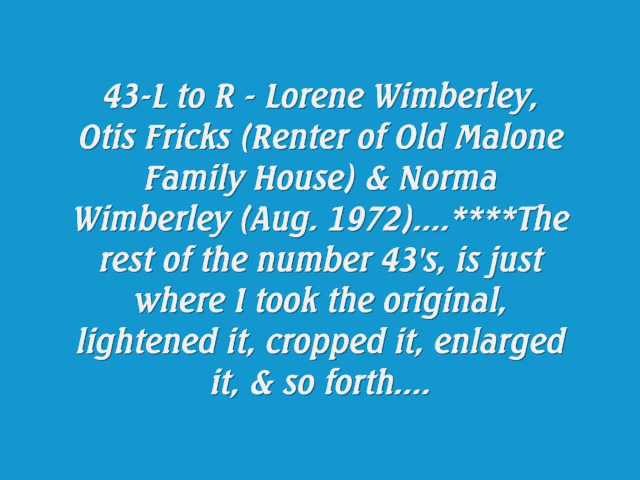 43-L to R - Lorene Wimberley,
Otis Fricks (Renter of Old Malone
Family House) & Norma
Wimberley (Aug. 1972)....****The
rest of the number 43's, is just
where I took the original,
lightened it, cropped it, enlarged
it, & so forth....